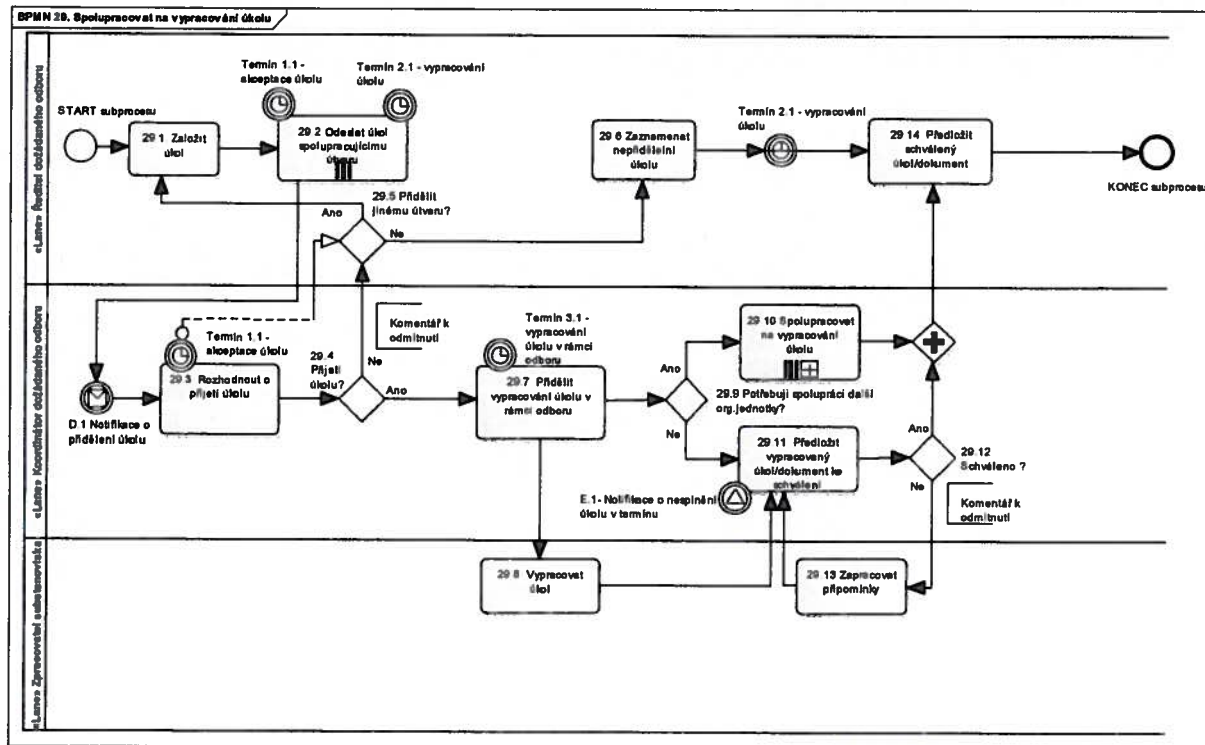 BPMN 29. Spolupracovat na vypracování úkolu
«Lane» Ředitel dožádaného odboru
START subprocesu
29.1 Založit
úkol
Termín 1.1 -
akceptace úkolu
Termín 2.1 - vypracování
úkolu
29.2 Odeslat úkol
spolupracujícímu
útvaru
29.5 Přidělit
jinému útvaru?
Ano
Ne
29.6 Zaznamenat
nepřidělení
úkolu
Termín 2.1 - vypracování
úkolu
29.14 Předložit
schválený
úkol/dokument
KONEC subprocesu
«Lane» Koordinátor dožádaného odboru
D.1 Notifikace o
přidělení úkolu
Termín 1.1 -
akceptace úkolu
29.3 Rozhodnout o
přijetí úkolu
29.4
Přijetí
úkolu?
Ne
Ano
Komentář k
odmítnutí
Termín 3.1 -
vypracování
úkolu v rámci
odboru
29.7 Přidělit
vypracování úkolu v
rámci odboru
Ano
Ne
29.9 Potřebuji spolupráci další
org.jednotky?
29.10 Spolupracovat
na vypracování
úkolu
29.11 Předložit
vypracovaný
úkol/dokument ke
schválení
E.1- Notifikace o nesplnění
úkolu v termínu
Ano
Ne
29.12
Schváleno ?
Komentář k
odmítnutí
«Lane» Zpracovatel substanoviska
29.8 Vypracovat
úkol
29.13 Zapracovat
připomínky